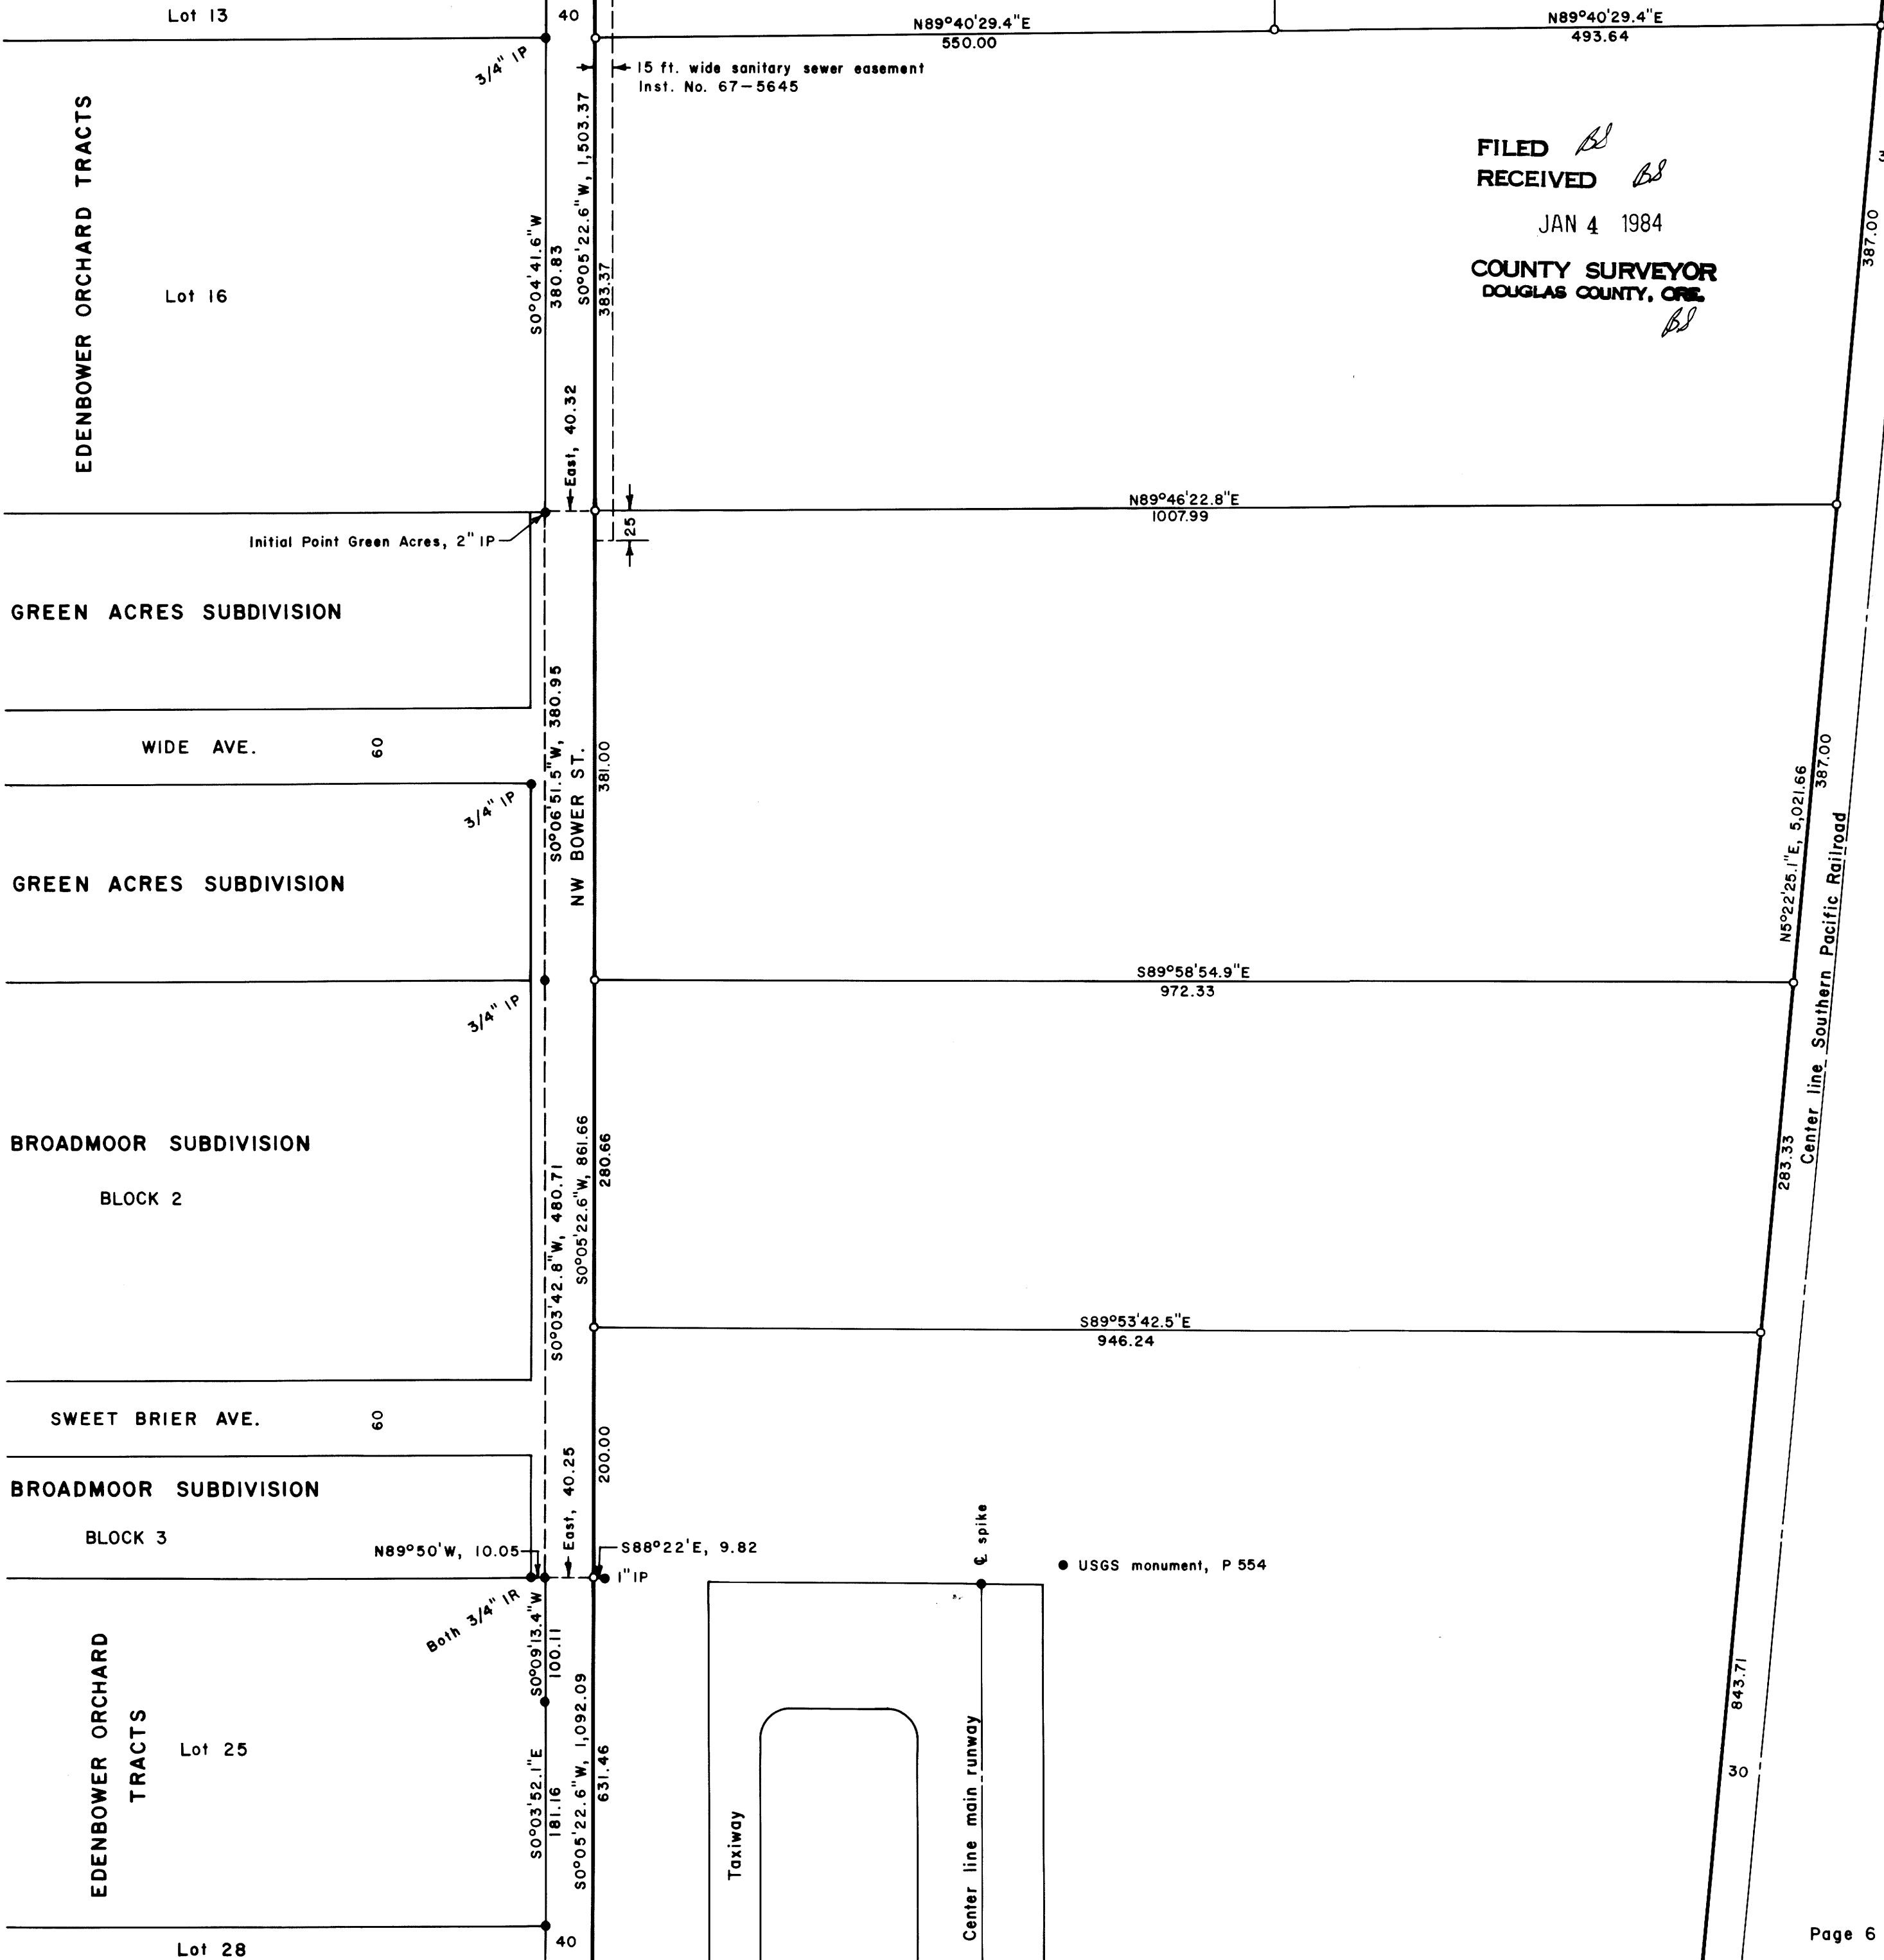 Lot 13
40
N89°40'29.4"E
550.00
N89°40'29.4"E
493.64
3/4" IP
15 ft. wide sanitary sewer easement
Inst. No. 67-5645
EDENBOWER ORCHARD TRACTS
Lot 16
S0°04'41.6"W
380.83
S0°05'22.6"W, 1,503.37
383.37
FILED BS
RECEIVED BS
JAN 4 1984
COUNTY SURVEYOR
DOUGLAS COUNTY, ORE.
BS
3
387.00
East, 40.32
N89°46'22.8"E
1007.99
25
Initial Point Green Acres, 2" IP
GREEN ACRES SUBDIVISION
WIDE AVE.
60
3/4" IP
S0°06'51.5"W, 380.95
NW BOWER ST.
381.00
387.00
N5°22'25.1"E, 5,021.66
Center line Southern Pacific Railroad
GREEN ACRES SUBDIVISION
3/4" IP
S89°58'54.9"E
972.33
BROADMOOR SUBDIVISION
BLOCK 2
S0°03'42.8"W, 480.71
S0°05'22.6"W, 861.66
280.66
283.33
S89°53'42.5"E
946.24
SWEET BRIER AVE.
60
BROADMOOR SUBDIVISION
BLOCK 3
East, 40.25
200.00
N89°50'W, 10.05
S88°22'E, 9.82
1" IP
℄ spike
USGS monument, P 554
Both 3/4" IR
S0°09'13.4"W
100.11
EDENBOWER ORCHARD
TRACTS
Lot 25
S0°03'52.1"E
181.16
S0°05'22.6"W, 1,092.09
631.46
Taxiway
Center line main runway
843.71
30
Lot 28
40
Page 6